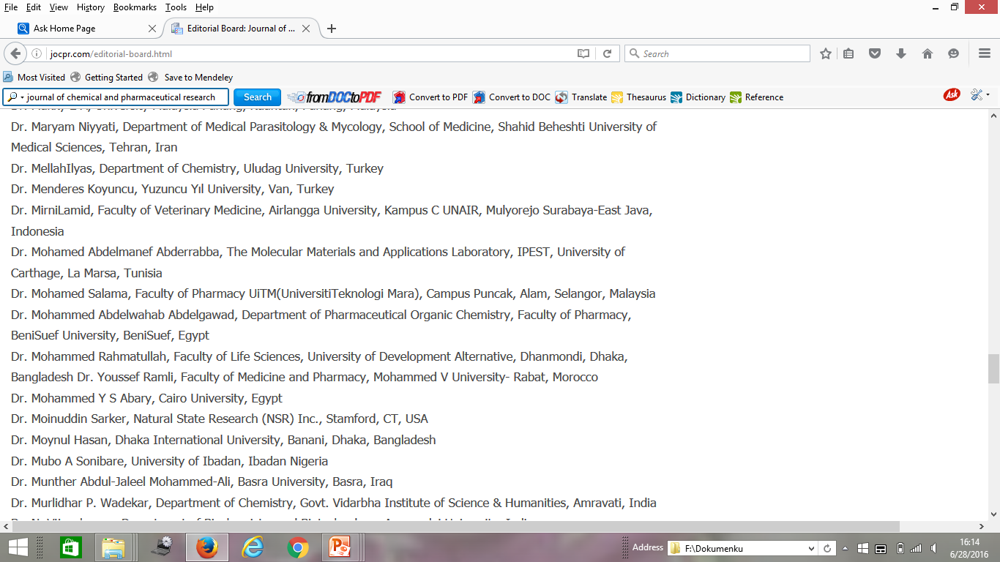 File Edit View History Bookmarks Tools Help
Ask Home Page
Editorial Board: Journal of ...
jocpr.com/editorial-board.html
Search
Most Visited Getting Started Save to Mendeley
journal of chemical and pharmaceutical research Search fromDOCtoPDF Convert to PDF Convert to DOC Translate Thesaurus Dictionary Reference Ask
Dr. Maryam Niyyati, Department of Medical Parasitology & Mycology, School of Medicine, Shahid Beheshti University of
Medical Sciences, Tehran, Iran
Dr. MellahIlyas, Department of Chemistry, Uludag University, Turkey
Dr. Menderes Koyuncu, Yuzuncu Yıl University, Van, Turkey
Dr. MirniLamid, Faculty of Veterinary Medicine, Airlangga University, Kampus C UNAIR, Mulyorejo Surabaya-East Java,
Indonesia
Dr. Mohamed Abdelmanef Abderrabba, The Molecular Materials and Applications Laboratory, IPEST, University of
Carthage, La Marsa, Tunisia
Dr. Mohamed Salama, Faculty of Pharmacy UiTM(UniversitiTeknologi Mara), Campus Puncak, Alam, Selangor, Malaysia
Dr. Mohammed Abdelwahab Abdelgawad, Department of Pharmaceutical Organic Chemistry, Faculty of Pharmacy,
BeniSuef University, BeniSuef, Egypt
Dr. Mohammed Rahmatullah, Faculty of Life Sciences, University of Development Alternative, Dhanmondi, Dhaka,
Bangladesh Dr. Youssef Ramli, Faculty of Medicine and Pharmacy, Mohammed V University- Rabat, Morocco
Dr. Mohammed Y S Abary, Cairo University, Egypt
Dr. Moinuddin Sarker, Natural State Research (NSR) Inc., Stamford, CT, USA
Dr. Moynul Hasan, Dhaka International University, Banani, Dhaka, Bangladesh
Dr. Mubo A Sonibare, University of Ibadan, Ibadan Nigeria
Dr. Munther Abdul-Jaleel Mohammed-Ali, Basra University, Basra, Iraq
Dr. Murlidhar P. Wadekar, Department of Chemistry, Govt. Vidarbha Institute of Science & Humanities, Amravati, India
Address F:\Dokumenku
16:14
6/28/2016